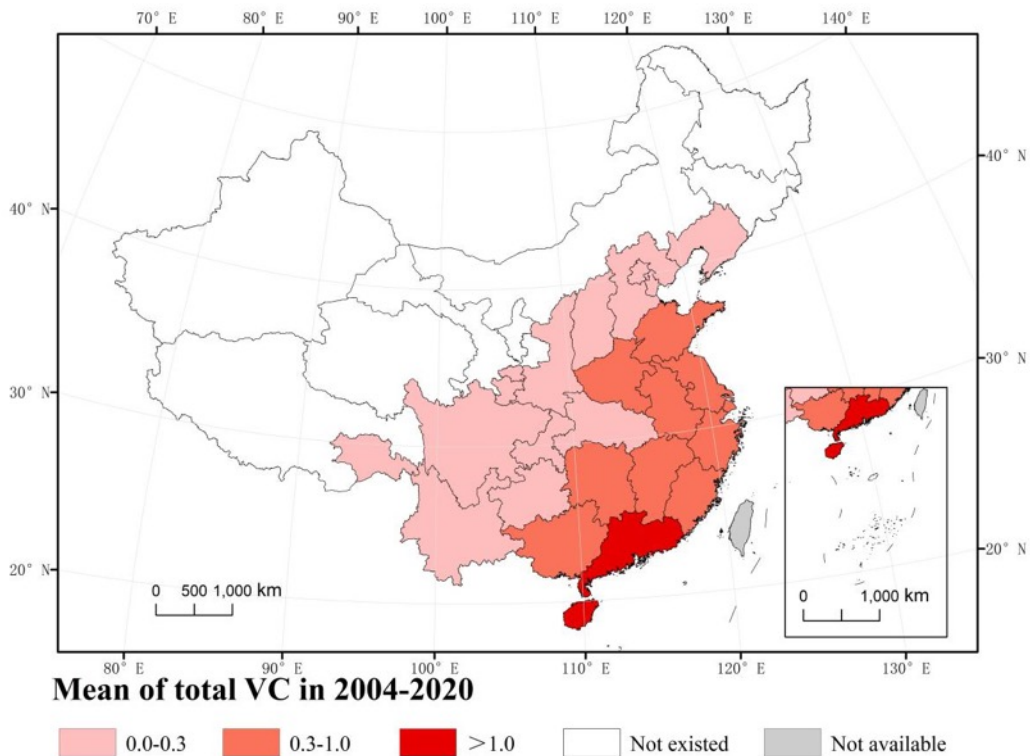 70° E 80° E 90° E 100° E 110° E 120° E 130° E 140° E
40° N
40° N
30° N
30° N
20° N
20° N
0 500 1,000 km
0 1,000 km
80° E 90° E 100° E 110° E 120° E 130° E
Mean of total VC in 2004-2020
0.0-0.3 0.3-1.0 >1.0 Not existed Not available